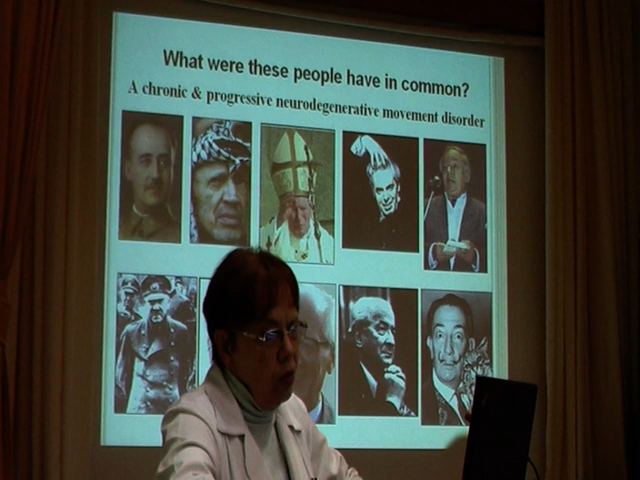 What were these people have in common?
A chronic & progressive neurodegenerative movement disorder